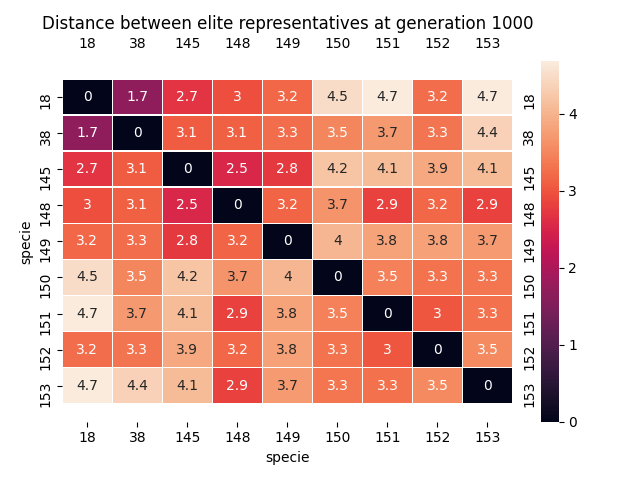 Distance between elite representatives at generation 1000
18 38 145 148 149 150 151 152 153
18 0 1.7 2.7 3 3.2 4.5 4.7 3.2 4.7 18
38 1.7 0 3.1 3.1 3.3 3.5 3.7 3.3 4.4 38
145 2.7 3.1 0 2.5 2.8 4.2 4.1 3.9 4.1 145
148 3 3.1 2.5 0 3.2 3.7 2.9 3.2 2.9 148
149 3.2 3.3 2.8 3.2 0 4 3.8 3.8 3.7 149
150 4.5 3.5 4.2 3.7 4 0 3.5 3.3 3.3 150
151 4.7 3.7 4.1 2.9 3.8 3.5 0 3 3.3 151
152 3.2 3.3 3.9 3.2 3.8 3.3 3 0 3.5 152
153 4.7 4.4 4.1 2.9 3.7 3.3 3.3 3.5 0 153
18 38 145 148 149 150 151 152 153
specie
specie
4
3
2
1
0